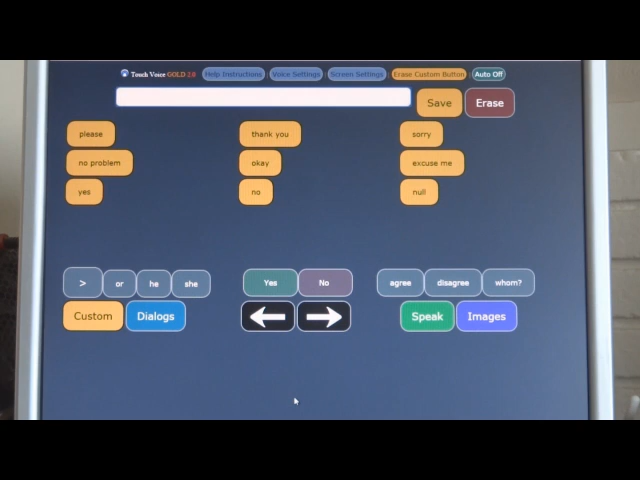 Touch Voice GOLD 2.0 Help Instructions Voice Settings Screen Settings Erase Custom Button Auto Off
Save Erase
please thank you sorry
no problem okay excuse me
yes no null
> or he she Yes No agree disagree whom?
Custom Dialogs Speak Images